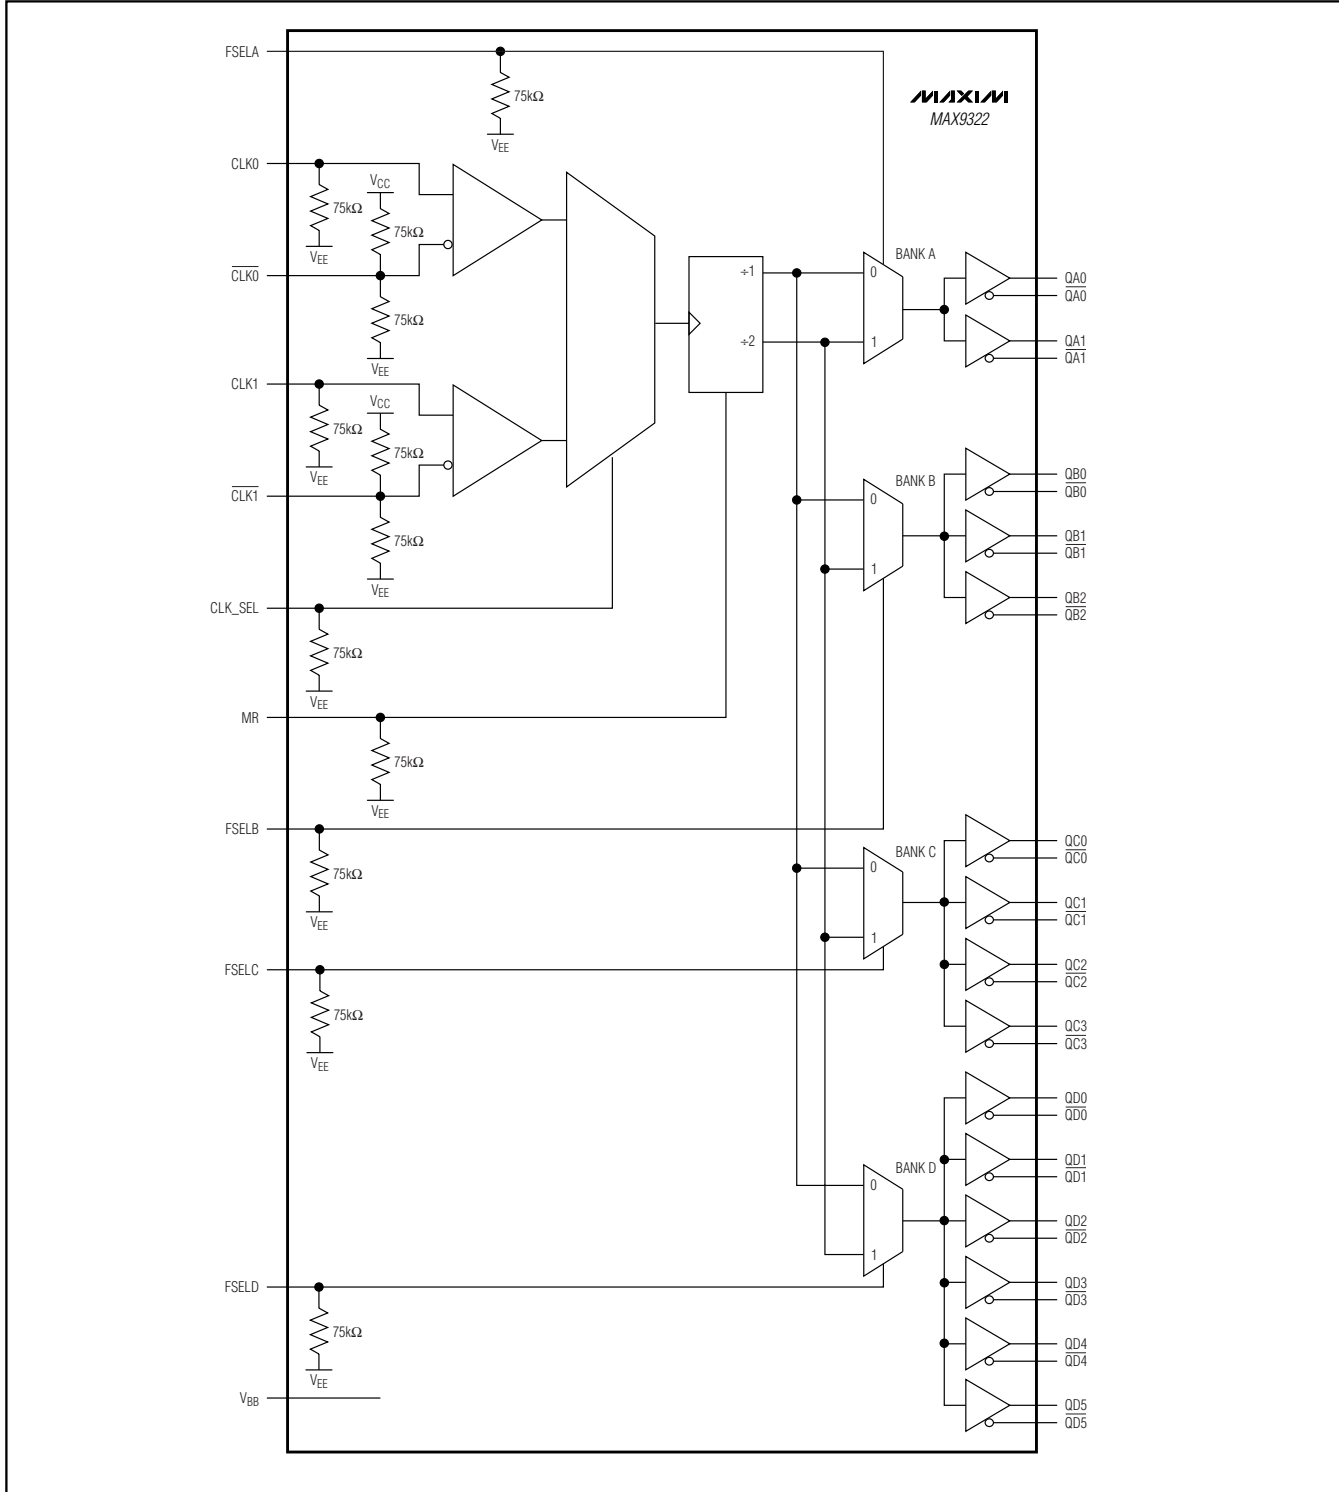 FSELA
75kΩ
VEE
MAXIM
MAX9322
CLK0
75kΩ
VEE
VCC
75kΩ
CLK0
75kΩ
VEE
÷1
÷2
BANK A
0
1
QA0
QA0
QA1
QA1
CLK1
75kΩ
VEE
VCC
75kΩ
CLK1
75kΩ
VEE
BANK B
0
1
QB0
QB0
QB1
QB1
QB2
QB2
CLK_SEL
75kΩ
VEE
MR
75kΩ
VEE
FSELB
75kΩ
VEE
BANK C
0
1
QC0
QC0
QC1
QC1
QC2
QC2
QC3
QC3
FSELC
75kΩ
VEE
BANK D
0
1
QD0
QD0
QD1
QD1
QD2
QD2
QD3
QD3
QD4
QD4
QD5
QD5
FSELD
75kΩ
VEE
VBB